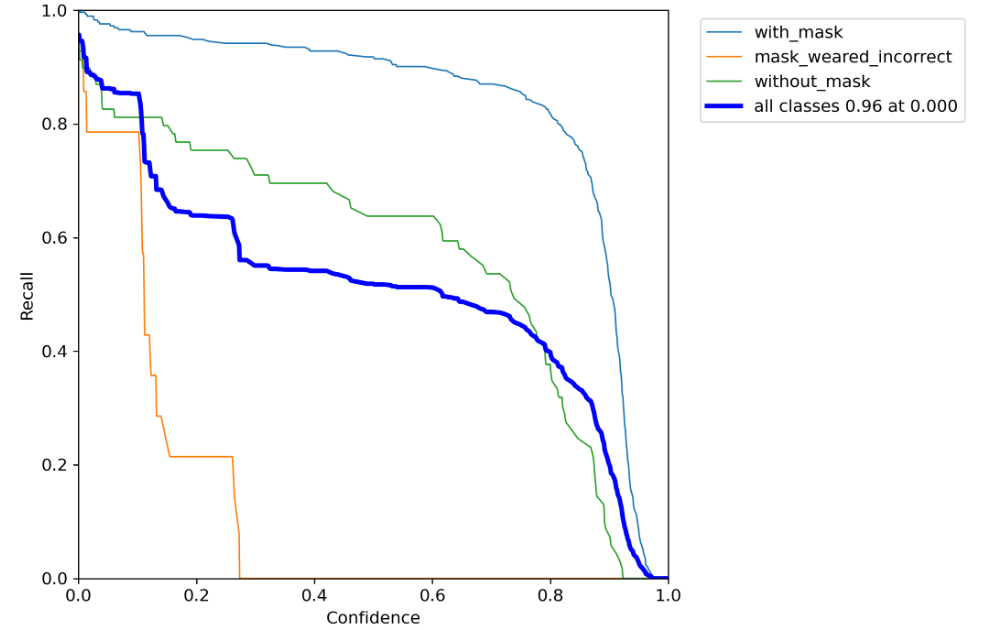 1.0
0.8
0.6
0.4
0.2
0.0
Recall
0.0 0.2 0.4 0.6 0.8 1.0
Confidence
with_mask
mask_weared_incorrect
without_mask
all classes 0.96 at 0.000